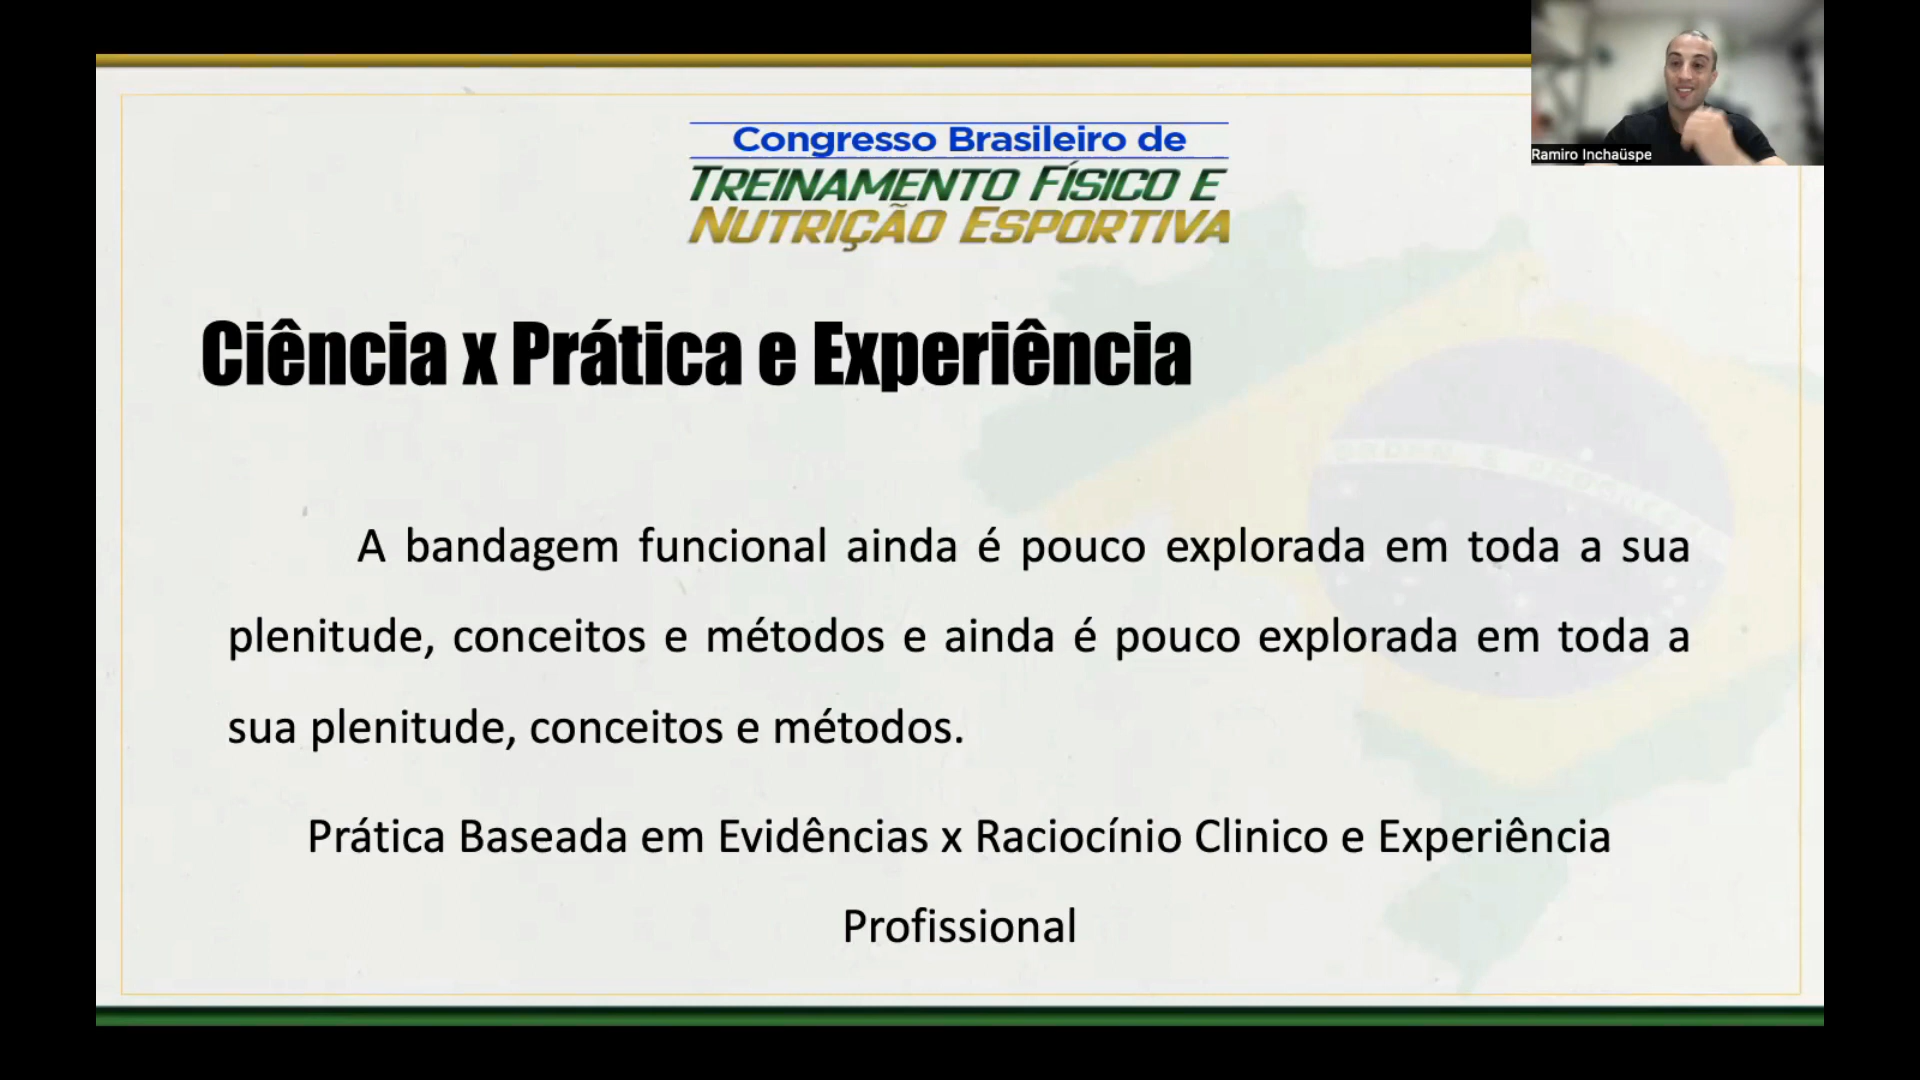 Congresso Brasileiro de
TREINAMENTO FÍSICO E
NUTRIÇÃO ESPORTIVA
Ramiro Inchaüspe
Ciência x Prática e Experiência
A bandagem funcional ainda é pouco explorada em toda a sua
plenitude, conceitos e métodos e ainda é pouco explorada em toda a
sua plenitude, conceitos e métodos.
Prática Baseada em Evidências x Raciocínio Clinico e Experiência
Profissional